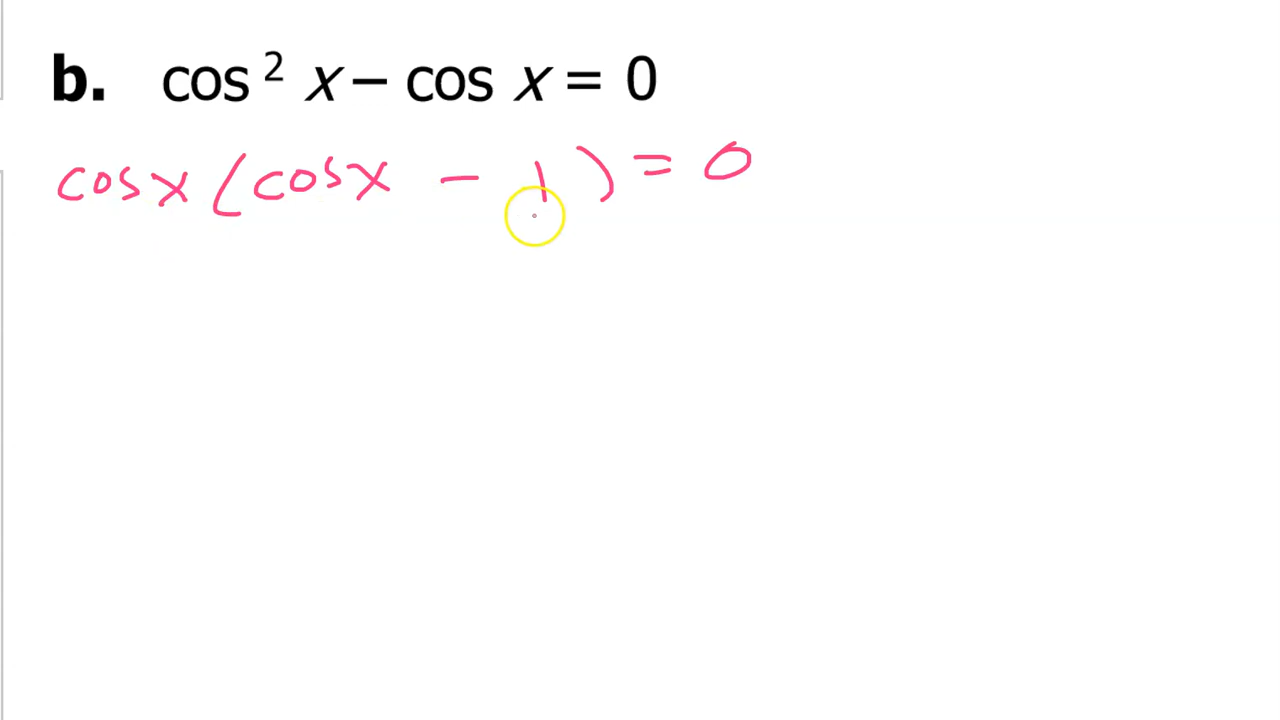 b. cos² x – cos x = 0
cosx(cosx - 1) = 0